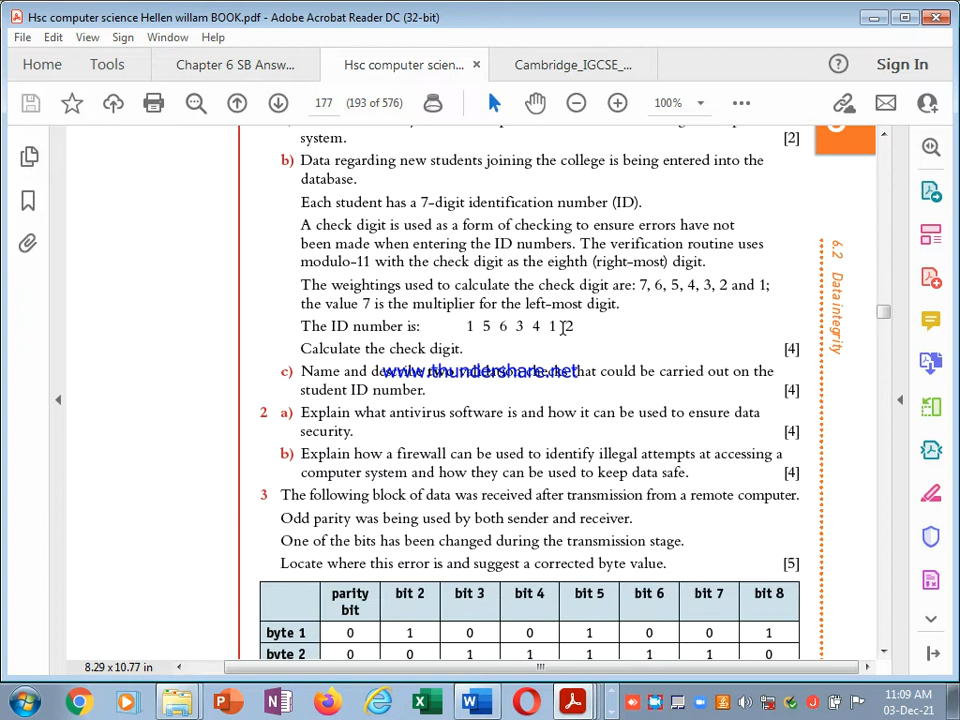 Hsc computer science Hellen willam BOOK.pdf - Adobe Acrobat Reader DC (32-bit)
File Edit View Sign Window Help
Home Tools Chapter 6 SB Answ... Hsc computer scien... × Cambridge_IGCSE_... Sign In
177 (193 of 576) 100%
system. [2]
b) Data regarding new students joining the college is being entered into the
database.
Each student has a 7-digit identification number (ID).
A check digit is used as a form of checking to ensure errors have not
been made when entering the ID numbers. The verification routine uses
modulo-11 with the check digit as the eighth (right-most) digit.
The weightings used to calculate the check digit are: 7, 6, 5, 4, 3, 2 and 1;
the value 7 is the multiplier for the left-most digit.
The ID number is: 1 5 6 3 4 1 2
Calculate the check digit. [4]
www.thundershare.net
c) Name and that could be carried out on the
student ID number. [4]
2 a) Explain what antivirus software is and how it can be used to ensure data
security. [4]
b) Explain how a firewall can be used to identify illegal attempts at accessing a
computer system and how they can be used to keep data safe. [4]
3 The following block of data was received after transmission from a remote computer.
Odd parity was being used by both sender and receiver.
One of the bits has been changed during the transmission stage.
Locate where this error is and suggest a corrected byte value. [5]
parity bit bit 2 bit 3 bit 4 bit 5 bit 6 bit 7 bit 8
byte 1 0 1 0 0 1 0 0 1
byte 2 0 0 1 1 1 1 1 0
6.2 Data integrity
8.29 x 10.77 in
11:09 AM
03-Dec-21